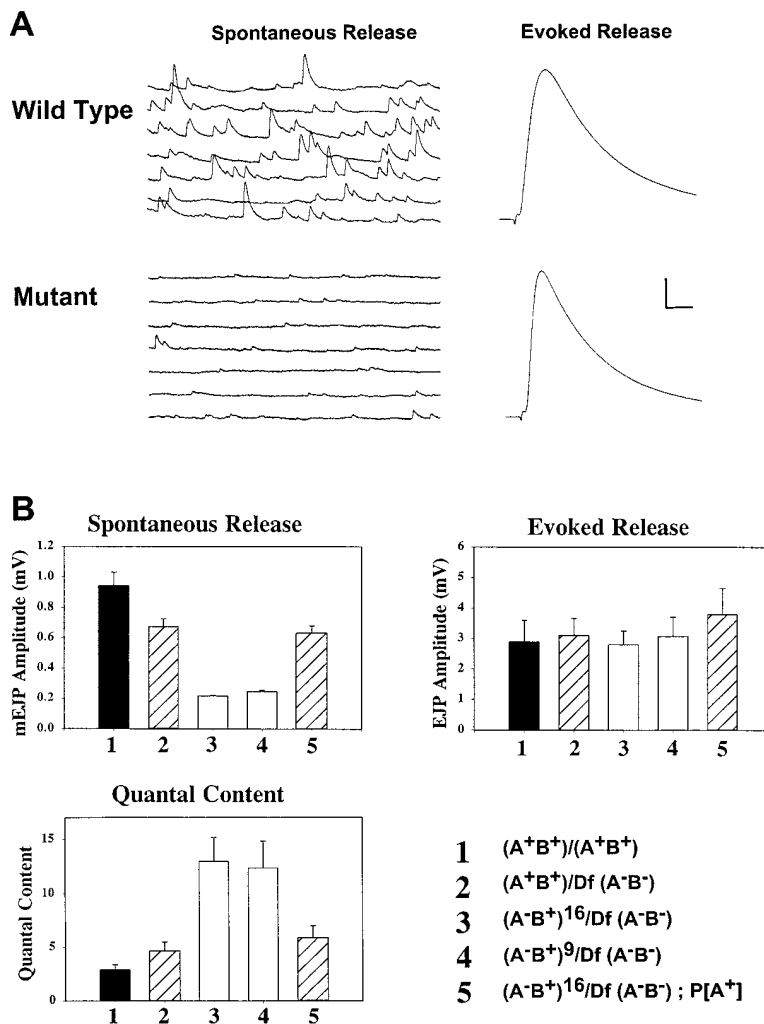 A
Spontaneous Release
Evoked Release
Wild Type
Mutant
B
Spontaneous Release
mEJP Amplitude (mV)
1.2
1.0
0.8
0.6
0.4
0.2
0.0
1 2 3 4 5
Evoked Release
EJP Amplitude (mV)
6
5
4
3
2
1
0
1 2 3 4 5
Quantal Content
Quantal Content
15
10
5
0
1 2 3 4 5
1 (A⁺B⁺)/(A⁺B⁺)
2 (A⁺B⁺)/Df (A⁻B⁻)
3 (A⁻B⁺)¹⁶/Df (A⁻B⁻)
4 (A⁻B⁺)⁹/Df (A⁻B⁻)
5 (A⁻B⁺)¹⁶/Df (A⁻B⁻) ; P[A⁺]